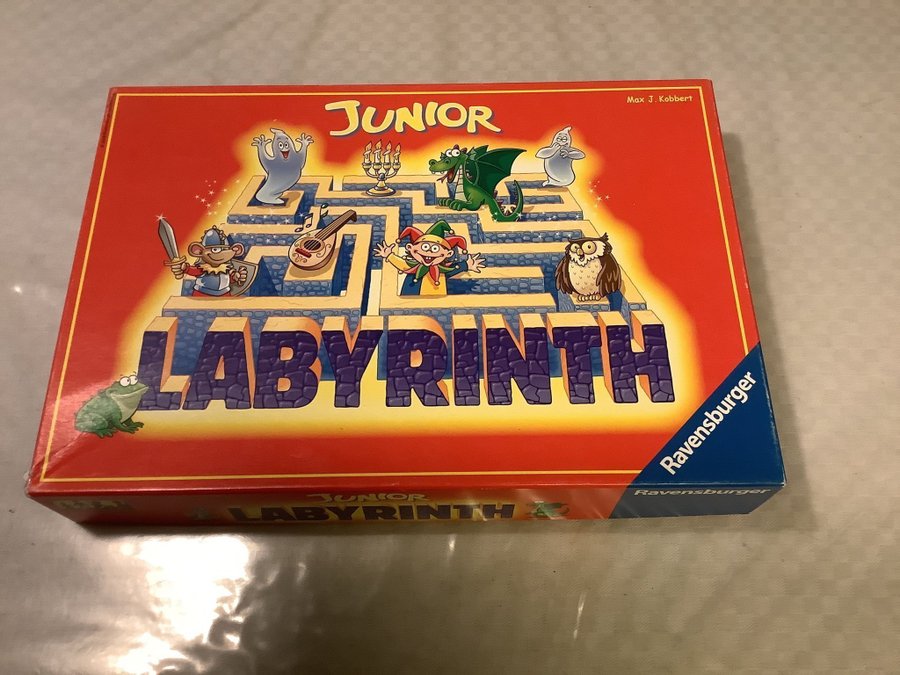 Max J. Kobbert
JUNIOR
LABYRINTH
Ravensburger
JUNIOR
LABYRINTH
Ravensburger